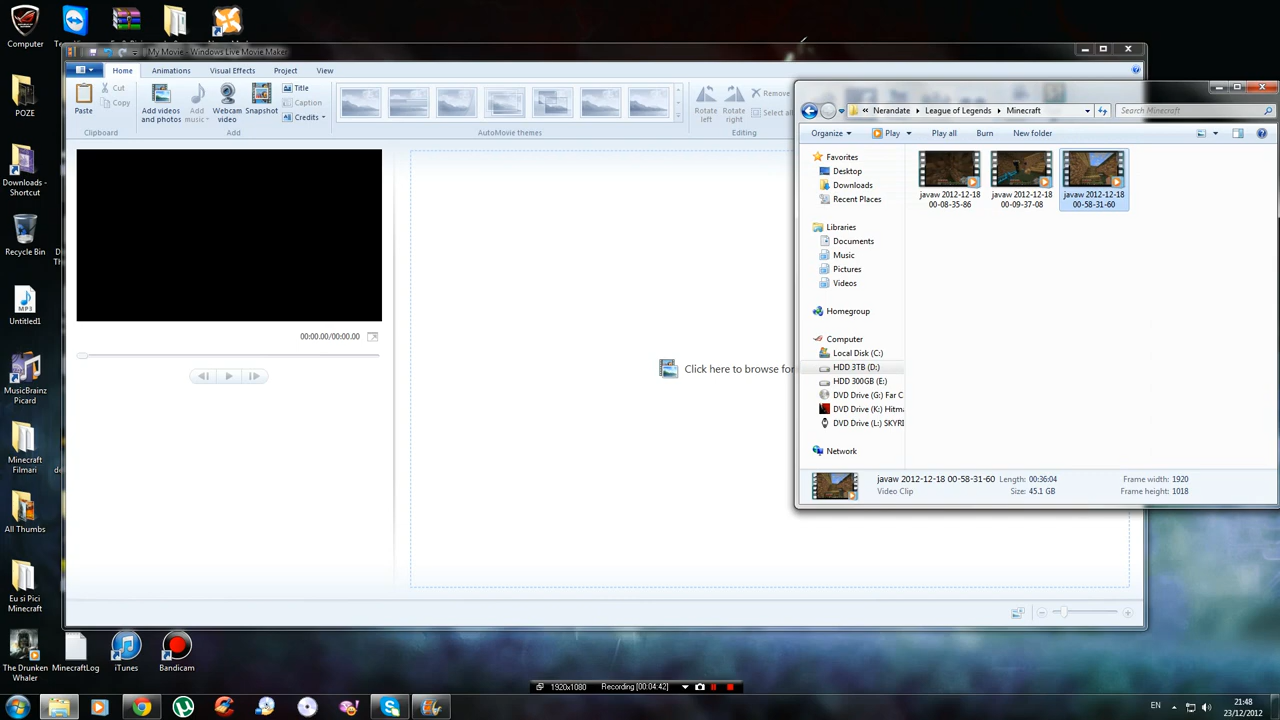 Computer
My Movie - Windows Live Movie Maker
Home
Animations
Visual Effects
Project
View
Paste
Cut
Copy
Clipboard
Add videos
and photos
Add
music
Webcam
video
Snapshot
Title
Caption
Credits
Add
AutoMovie themes
Rotate
left
Rotate
right
Remove
Select all
Editing
00:00.00/00:00.00
Click here to browse for
Nerandate
League of Legends
Minecraft
Search Minecraft
Organize
Play
Play all
Burn
New folder
Favorites
Desktop
Downloads
Recent Places
Libraries
Documents
Music
Pictures
Videos
Homegroup
Computer
Local Disk (C:)
HDD 3TB (D:)
HDD 300GB (E:)
DVD Drive (G:) Far C
DVD Drive (K:) Hitm
DVD Drive (L:) SKYRI
Network
javaw 2012-12-18
00-08-35-86
javaw 2012-12-18
00-09-37-08
javaw 2012-12-18
00-58-31-60
javaw 2012-12-18 00-58-31-60
Video Clip
Length: 00:36:04
Size: 45.1 GB
Frame width: 1920
Frame height: 1018
POZE
Downloads -
Shortcut
Recycle Bin
Untitled1
MusicBrainz
Picard
Minecraft
Filmari
All Thumbs
Eu si Pici
Minecraft
The Drunken
Whaler
MinecraftLog
iTunes
Bandicam
1920x1080
Recording [00:04:42]
EN
21:48
23/12/2012